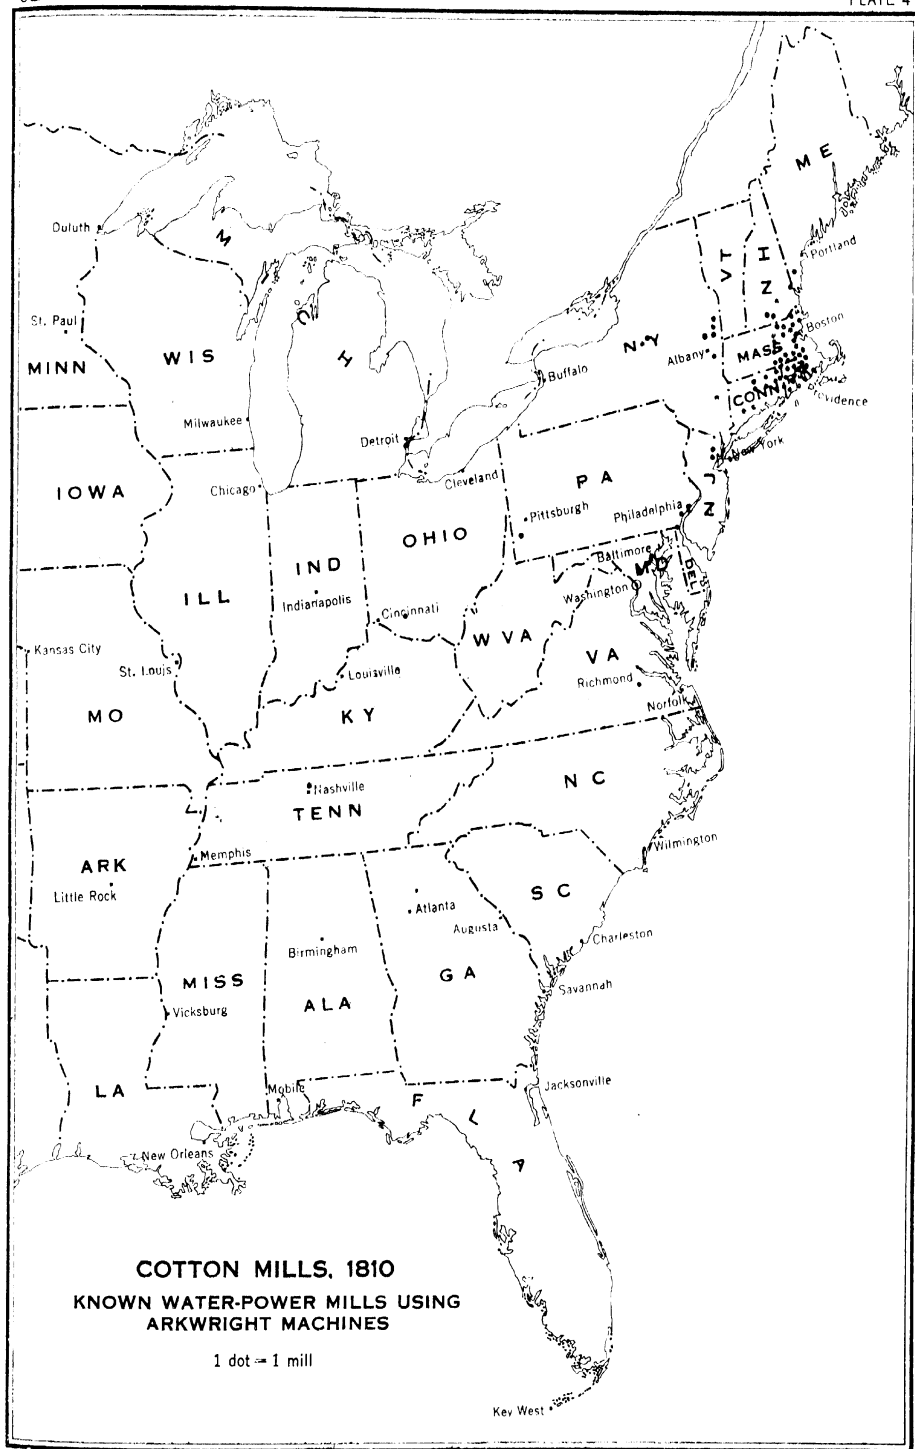 PLATE 4
ME
Duluth
M
I
C
H
VT
N H
Portland
St. Paul
MINN
WIS
N Y
Albany
MASS
Boston
Buffalo
CONN
Providence
Milwaukee
Detroit
New York
IOWA
Chicago
Cleveland
PA
N J
Pittsburgh
Philadelphia
OHIO
Baltimore
MD
DEL
IND
Washington
ILL
Indianapolis
Cincinnati
W VA
VA
Kansas City
St. Louis
Louisville
Richmond
MO
KY
Norfolk
Nashville
N C
TENN
Memphis
Wilmington
ARK
Little Rock
S C
Atlanta
Augusta
Charleston
Birmingham
MISS
GA
ALA
Savannah
Vicksburg
LA
Mobile
Jacksonville
F L A
New Orleans
COTTON MILLS, 1810
KNOWN WATER-POWER MILLS USING
ARKWRIGHT MACHINES
1 dot = 1 mill
Key West